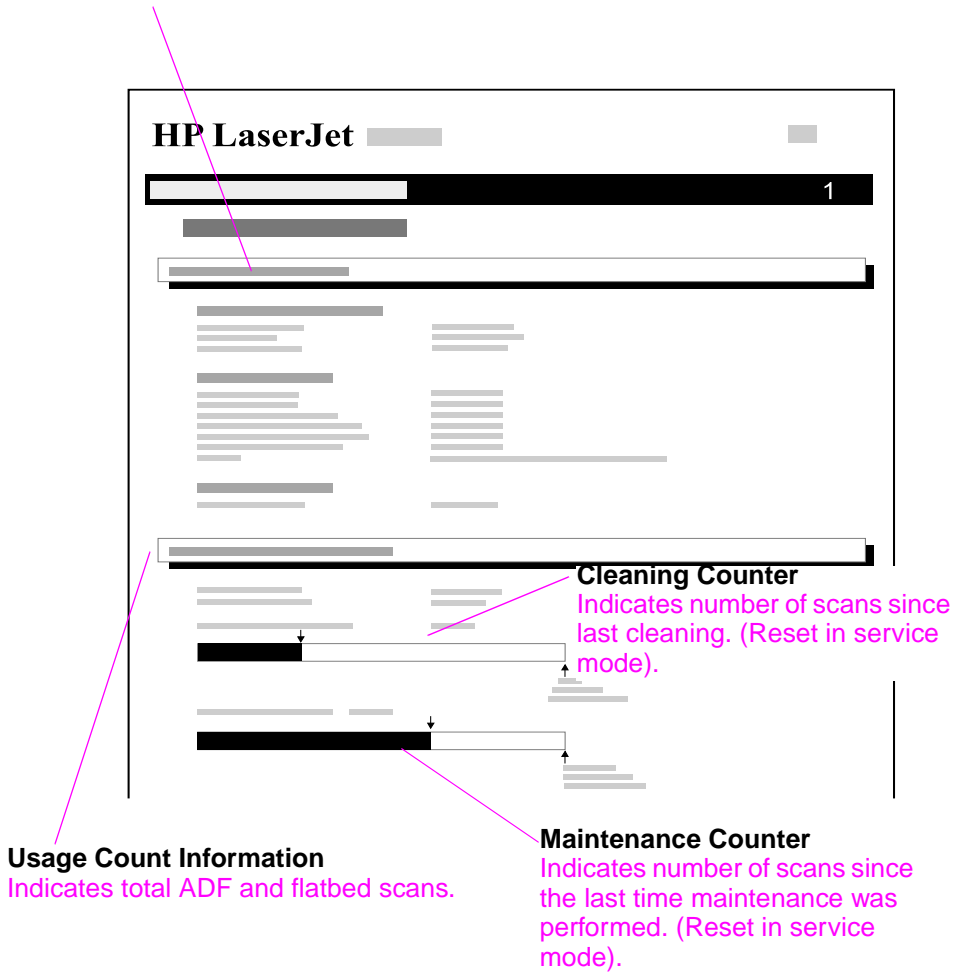 HP LaserJet
1
Cleaning Counter
Indicates number of scans since
last cleaning. (Reset in service
mode).
Usage Count Information
Indicates total ADF and flatbed scans.
Maintenance Counter
Indicates number of scans since
the last time maintenance was
performed. (Reset in service
mode).